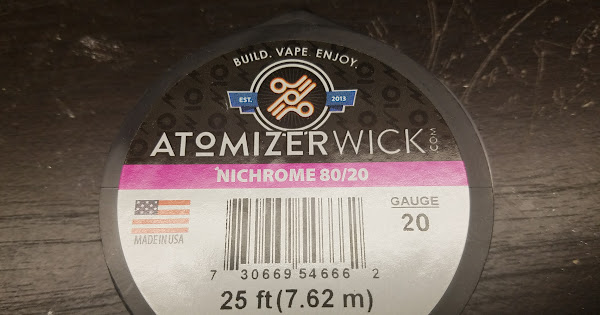 BUILD. VAPE. ENJOY.
EST. 2013
ATOMIZERWICK.COM
NICHROME 80/20
MADE IN USA
GAUGE
20
7 30669 54666 2
25 ft (7.62 m)